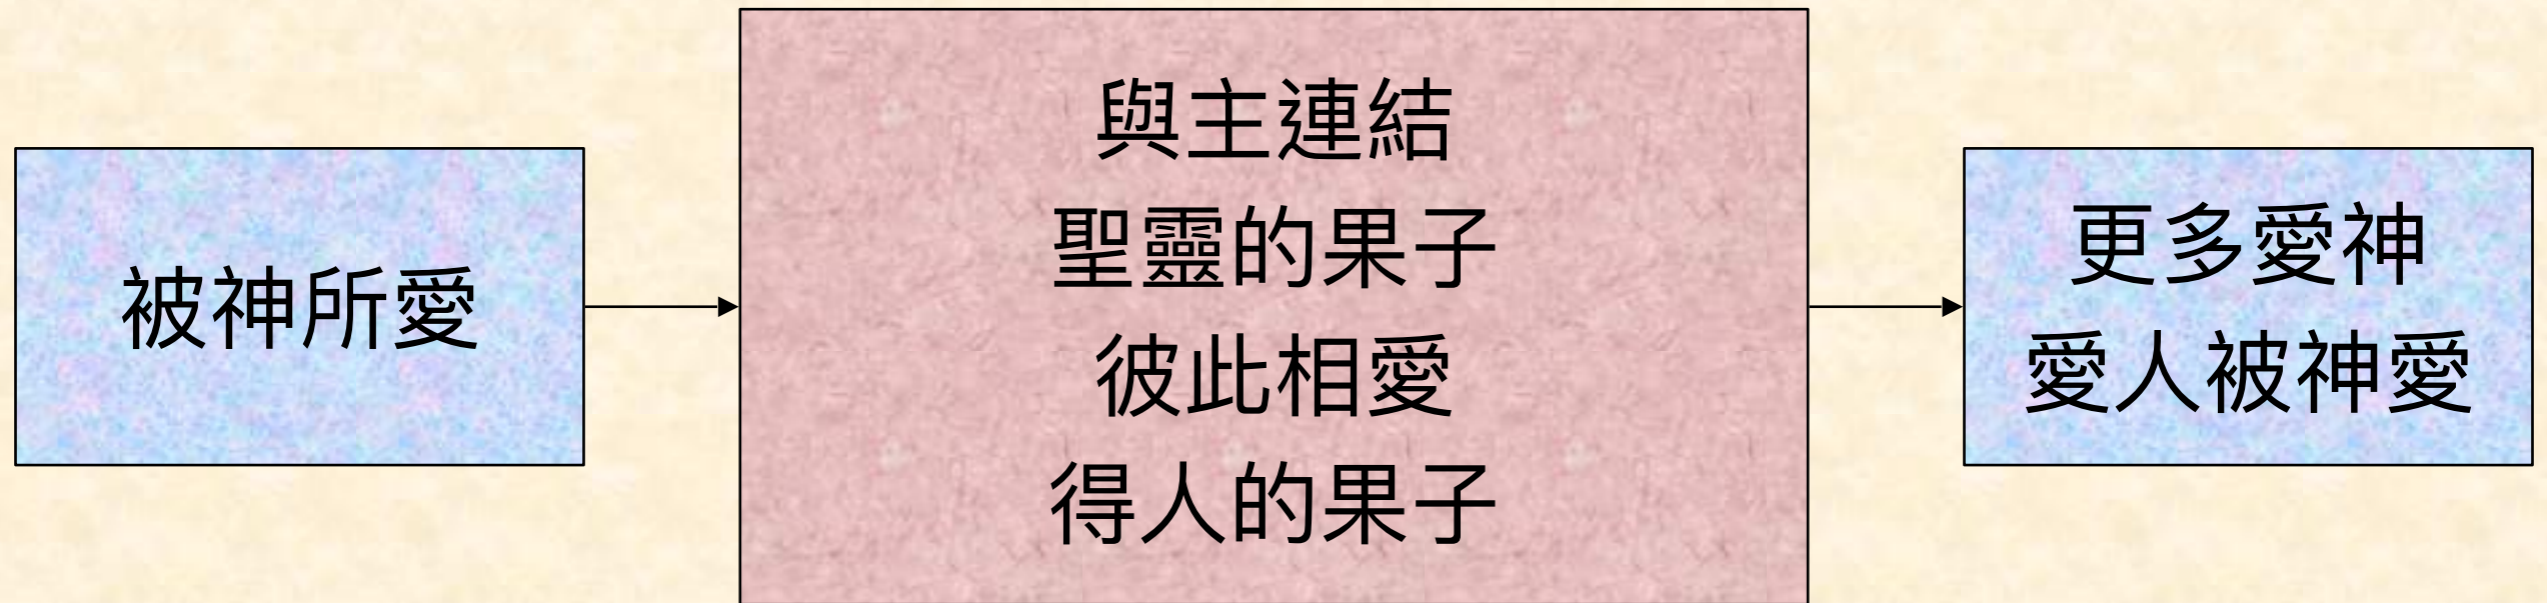 被神所愛
與主連結
聖靈的果子
彼此相愛
得人的果子
更多愛神
愛人被神愛